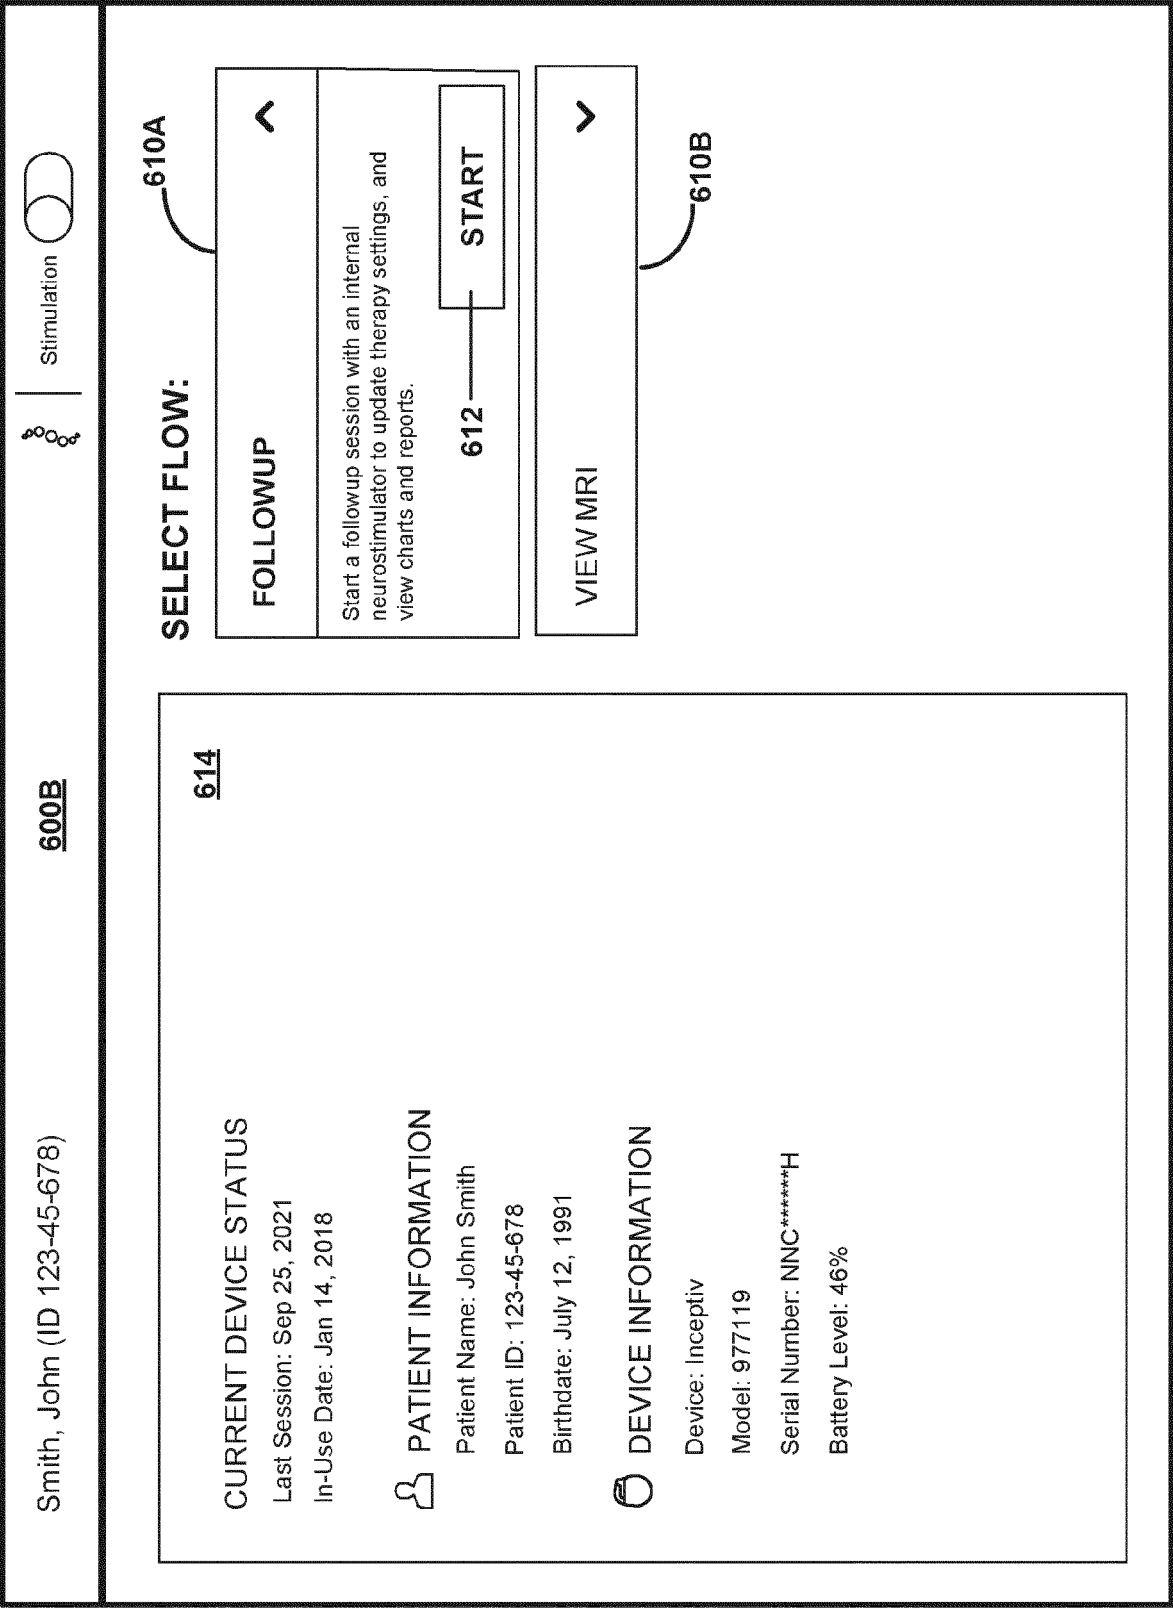 Smith, John (ID 123-45-678)
600B
Stimulation
614
CURRENT DEVICE STATUS
Last Session: Sep 25, 2021
In-Use Date: Jan 14, 2018
PATIENT INFORMATION
Patient Name: John Smith
Patient ID: 123-45-678
Birthdate: July 12, 1991
DEVICE INFORMATION
Device: Inceptiv
Model: 977119
Serial Number: NNC******H
Battery Level: 46%
SELECT FLOW:
610A
FOLLOWUP
Start a followup session with an internal
neurostimulator to update therapy settings, and
view charts and reports.
612
START
VIEW MRI
610B